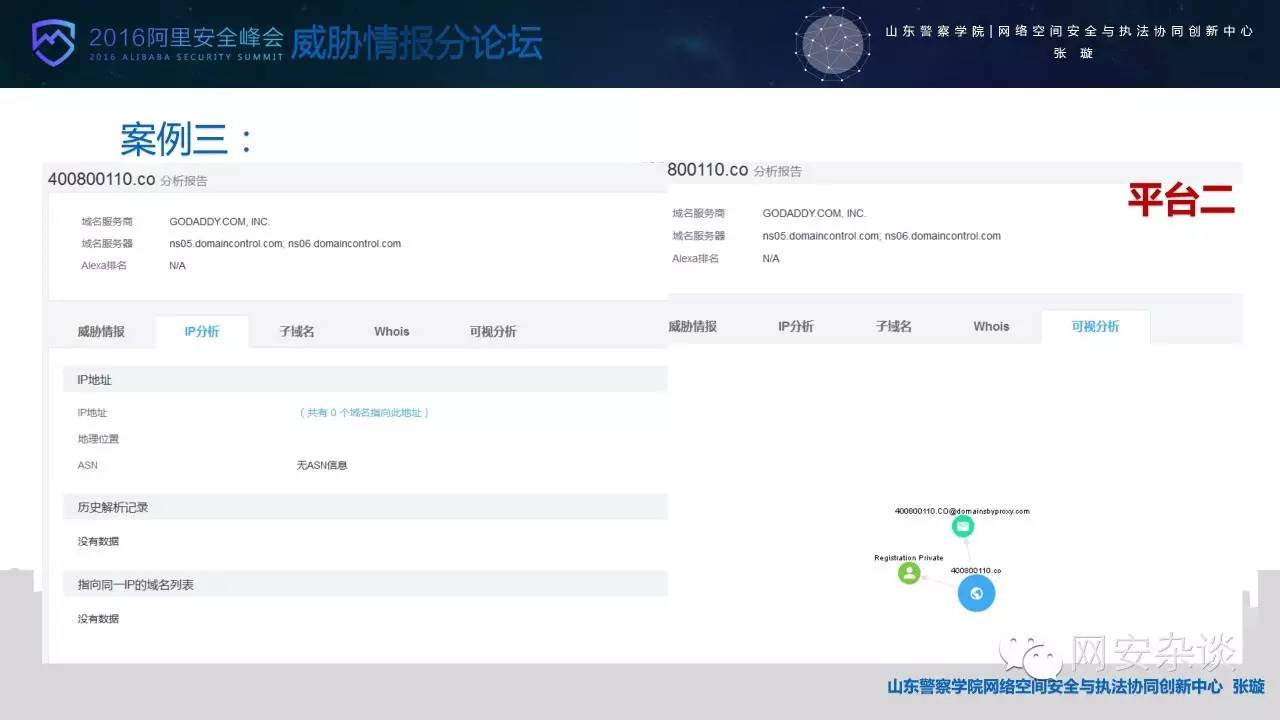 2016阿里安全峰会 威胁情报分论坛
2016 ALIBABA SECURITY SUMMIT
山东警察学院|网络空间安全与执法协同创新中心
张 璇
案例三：
400800110.co 分析报告
域名服务商 GODADDY.COM, INC.
域名服务器 ns05.domaincontrol.com; ns06.domaincontrol.com
Alexa排名 N/A
威胁情报 IP分析 子域名 Whois 可视分析
IP地址
IP地址 （共有 0 个域名指向此地址）
地理位置
ASN 无ASN信息
历史解析记录
没有数据
指向同一IP的域名列表
没有数据
800110.co 分析报告
平台二
域名服务商 GODADDY.COM, INC.
域名服务器 ns05.domaincontrol.com; ns06.domaincontrol.com
Alexa排名 N/A
威胁情报 IP分析 子域名 Whois 可视分析
400800110.CO@domainsbyproxy.com
Registration Private
400800110.co
网安杂谈
山东警察学院网络空间安全与执法协同创新中心 张璇